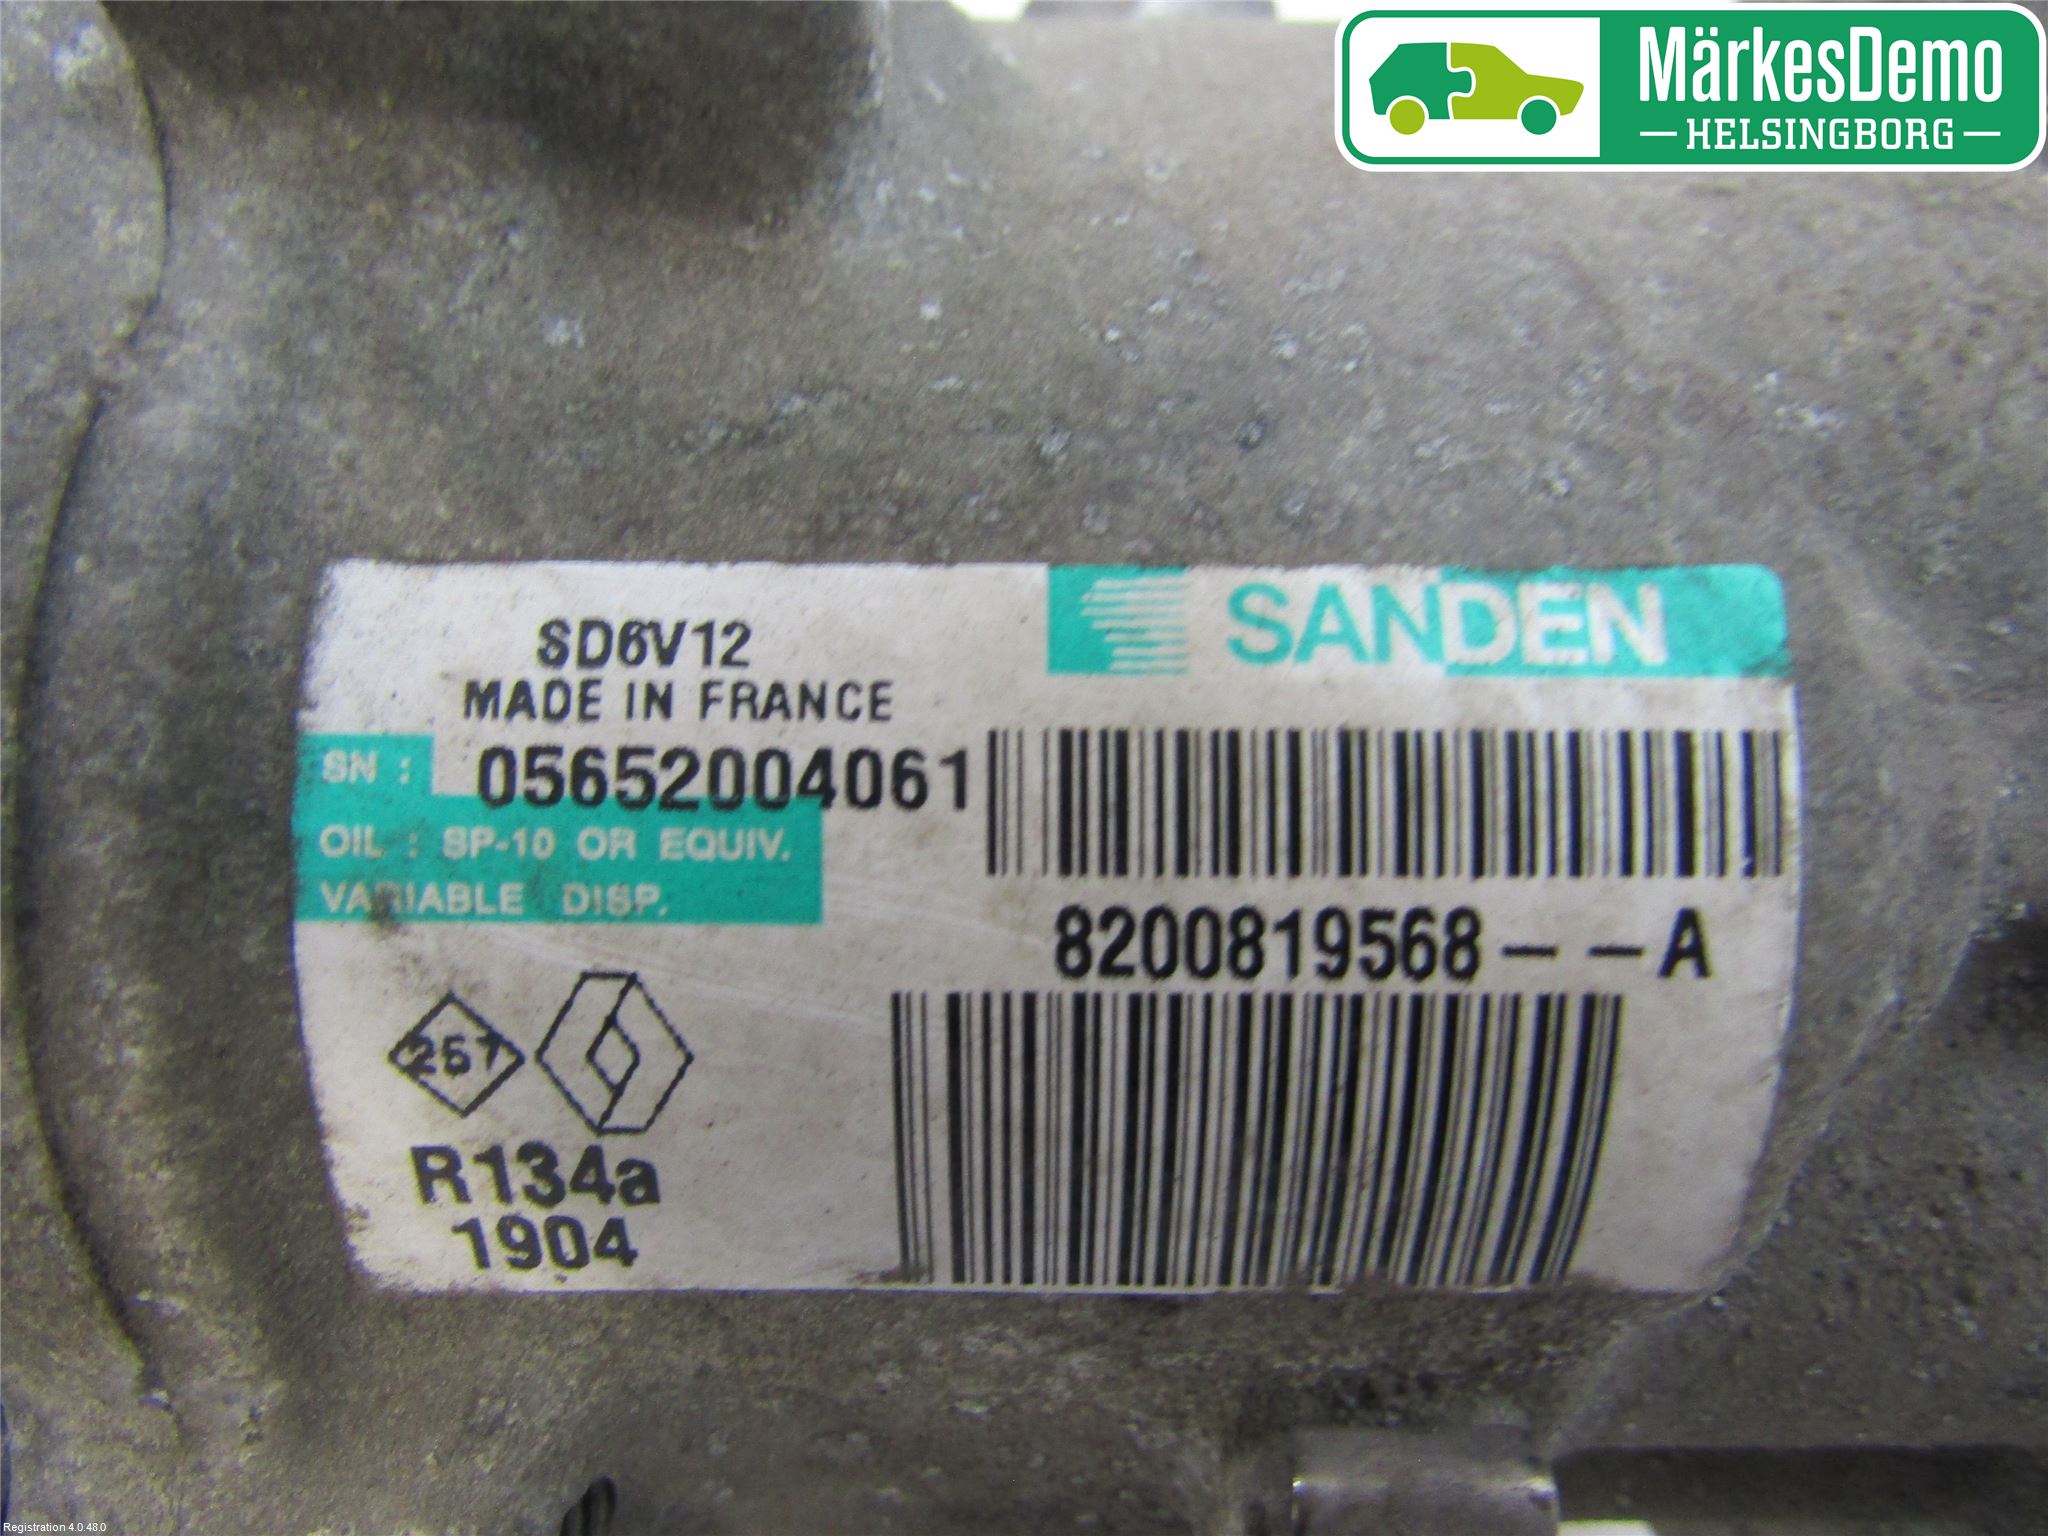 MärkesDemo
HELSINGBORG
SANDEN
SD6V12
MADE IN FRANCE
SN : 05652004061
OIL : SP-10 OR EQUIV.
VARIABLE DISP.
8200819568--A
267
R134a
1904
Registration 4.0.48.0